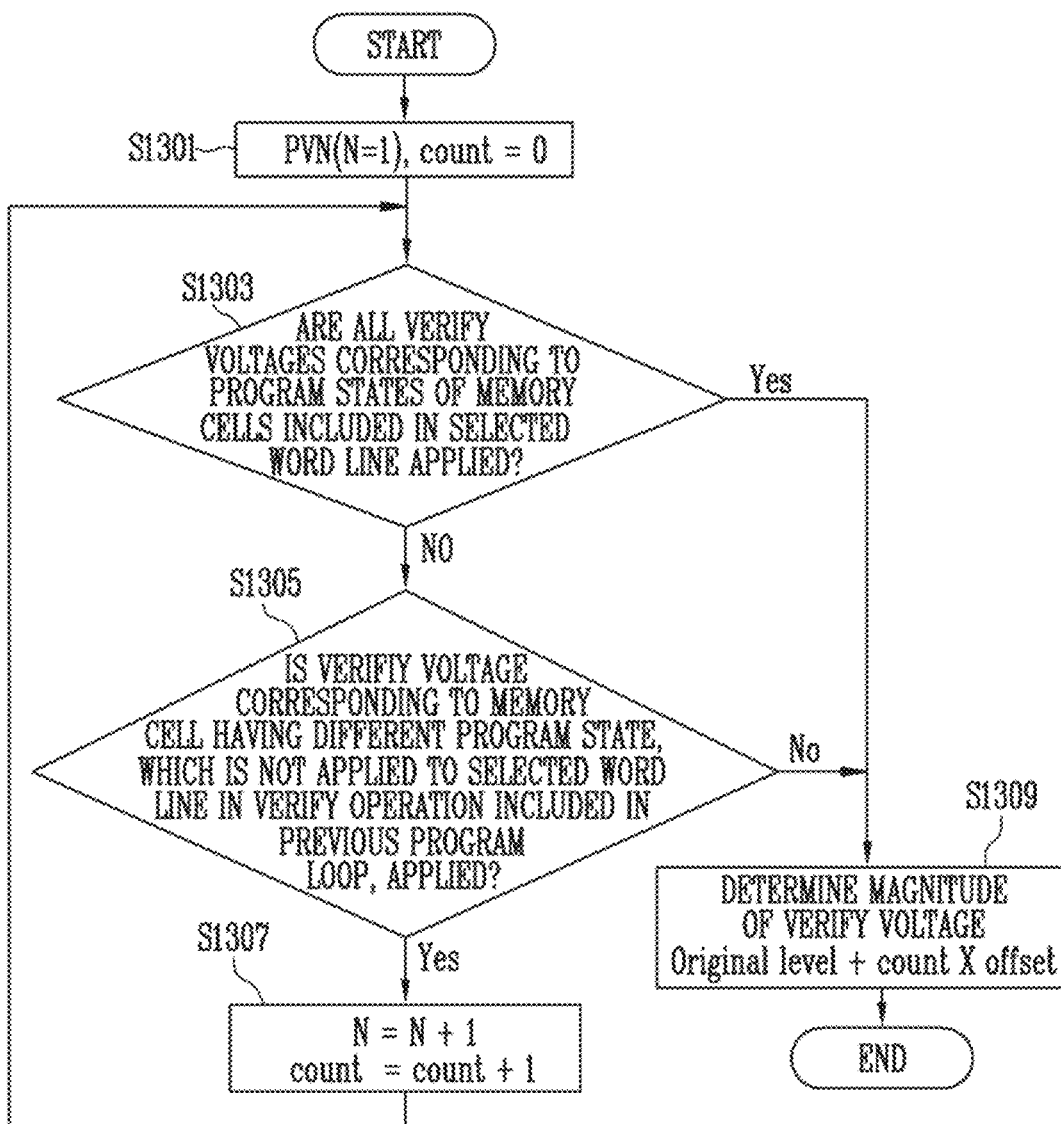 START
S1301
PVN(N=1), count = 0
S1303
ARE ALL VERIFY
VOLTAGES CORRESPONDING TO
PROGRAM STATES OF MEMORY
CELLS INCLUDED IN SELECTED
WORD LINE APPLIED?
Yes
NO
S1305
IS VERIFIY VOLTAGE
CORRESPONDING TO MEMORY
CELL HAVING DIFFERENT PROGRAM STATE,
WHICH IS NOT APPLIED TO SELECTED WORD
LINE IN VERIFY OPERATION INCLUDED IN
PREVIOUS PROGRAM
LOOP, APPLIED?
No
S1309
DETERMINE MAGNITUDE
OF VERIFY VOLTAGE
Original level + count X offset
S1307
Yes
N = N + 1
count = count + 1
END